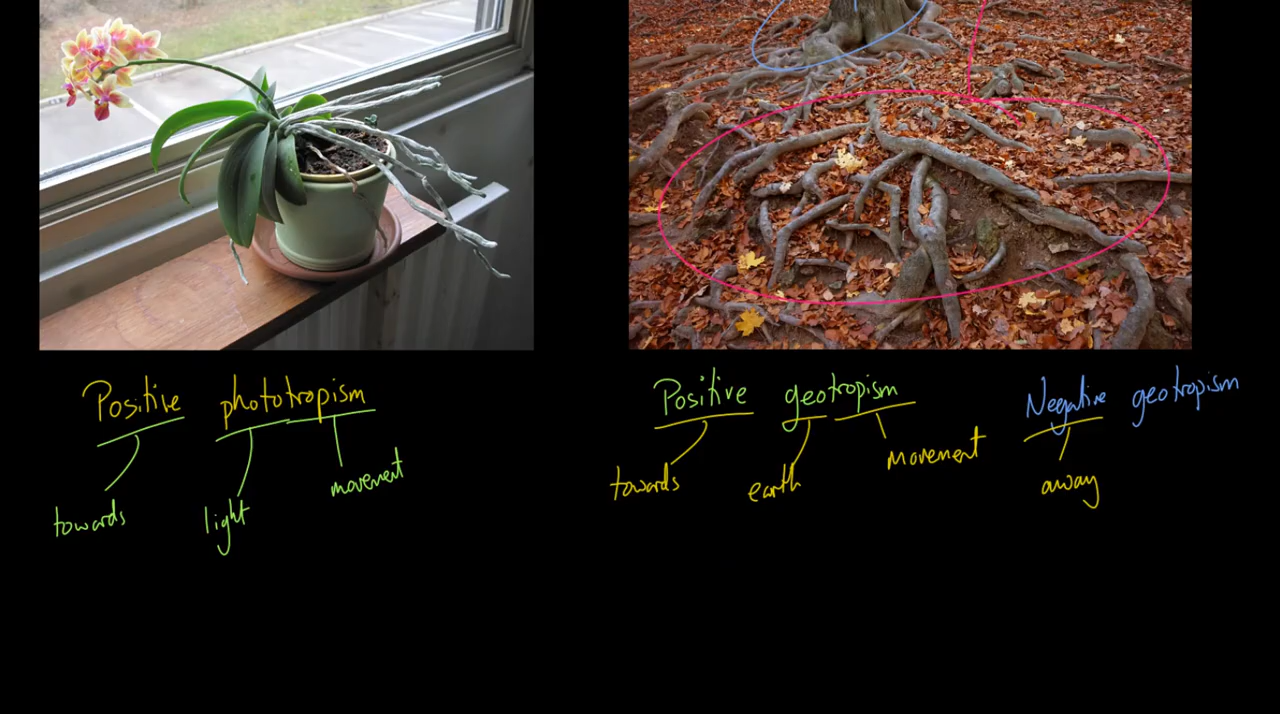 Positive phototropism
towards light movement
Positive geotropism
towards earth movement
Negative geotropism
away